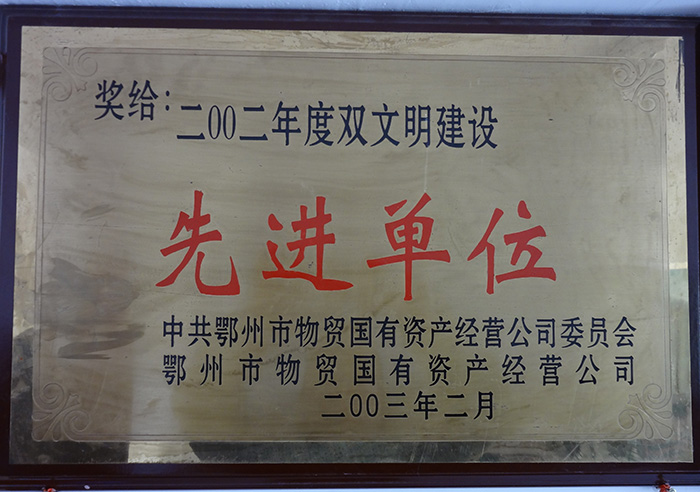 奖给:二00二年度双文明建设
先进单位
中共鄂州市物贸国有资产经营公司委员会
鄂州市物贸国有资产经营公司
二00三年二月